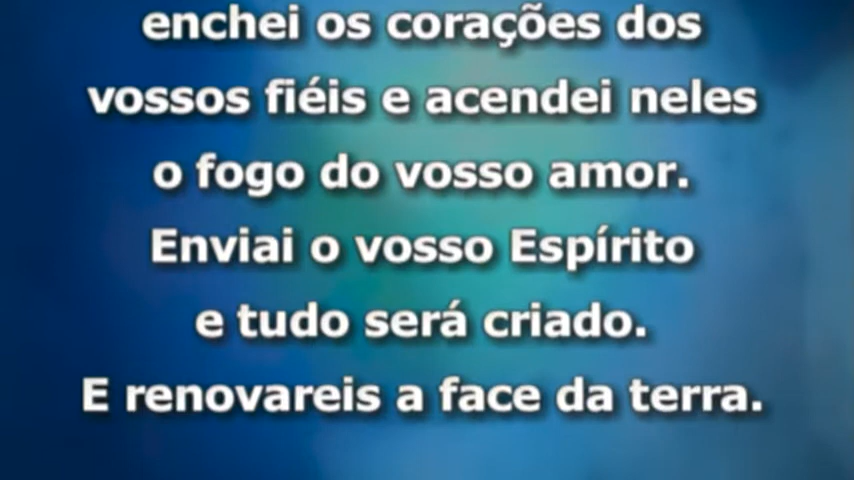 enchei os corações dos
vossos fiéis e acendei neles
o fogo do vosso amor.
Enviai o vosso Espírito
e tudo será criado.
E renovareis a face da terra.